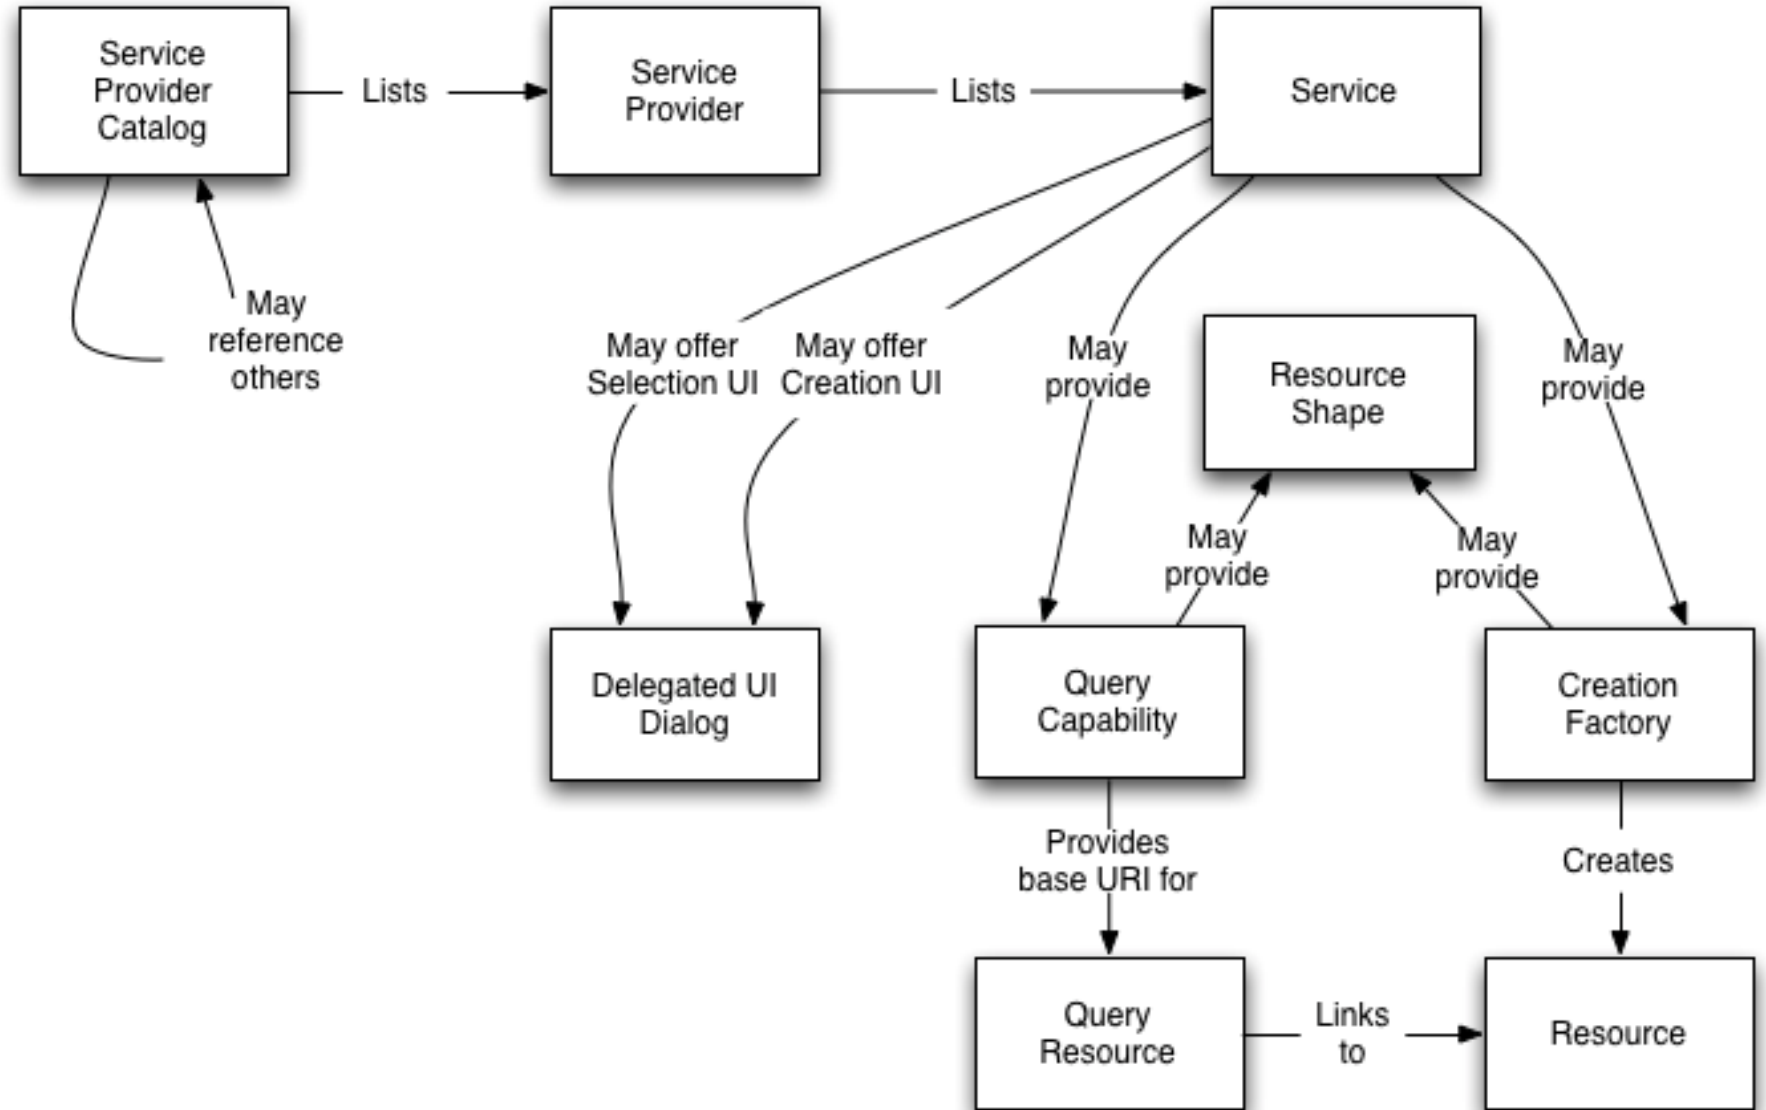 Service
Provider
Catalog
Lists
Service
Provider
Lists
Service
May
reference
others
May offer
Selection UI
May offer
Creation UI
May
provide
Resource
Shape
May
provide
May
provide
May
provide
Delegated UI
Dialog
Query
Capability
Creation
Factory
Provides
base URI for
Creates
Query
Resource
Links
to
Resource